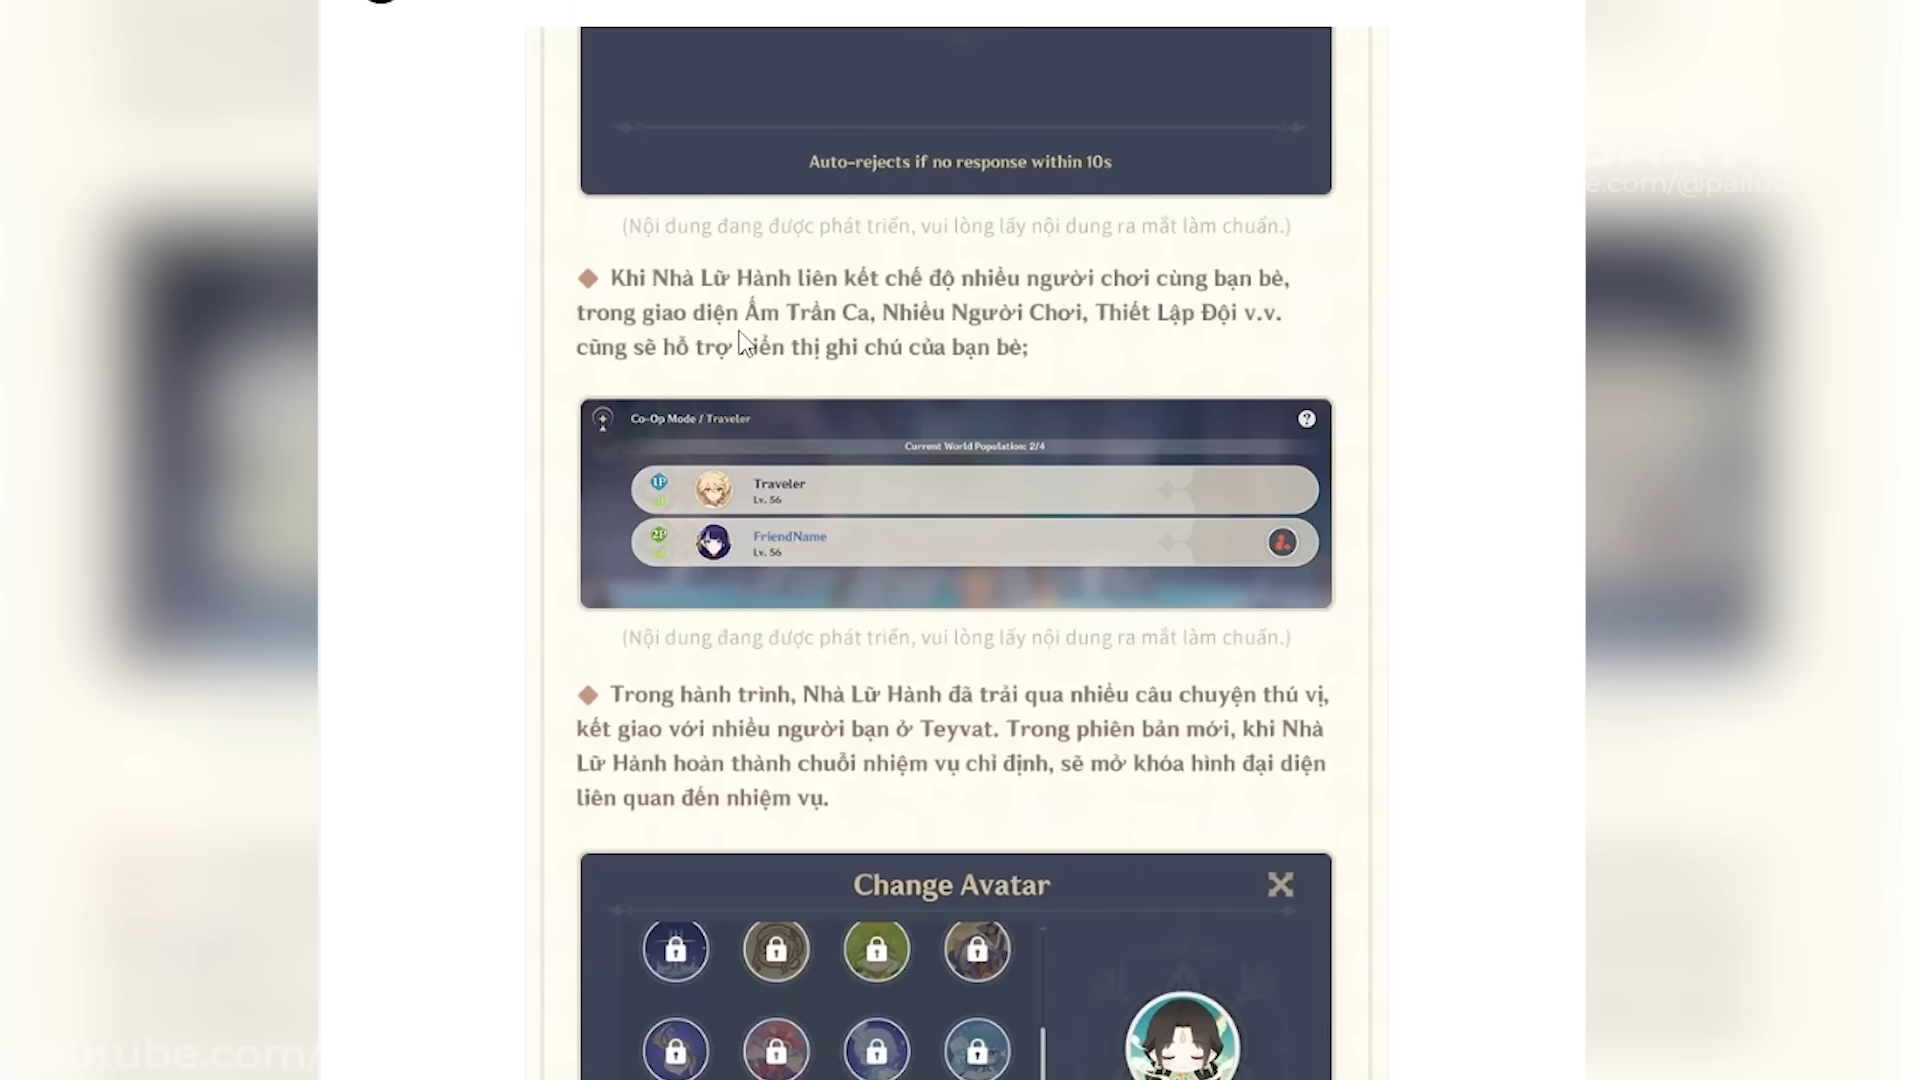 Auto-rejects if no response within 10s
(Nội dung đang được phát triển, vui lòng lấy nội dung ra mắt làm chuẩn.)
Khi Nhà Lữ Hành liên kết chế độ nhiều người chơi cùng bạn bè,
trong giao diện Ấm Trần Ca, Nhiều Người Chơi, Thiết Lập Đội v.v.
cũng sẽ hỗ trợ hiển thị ghi chú của bạn bè;
Co-Op Mode / Traveler
Current World Population: 2/4
1P
Traveler
Lv. 56
2P
FriendName
Lv. 56
(Nội dung đang được phát triển, vui lòng lấy nội dung ra mắt làm chuẩn.)
Trong hành trình, Nhà Lữ Hành đã trải qua nhiều câu chuyện thú vị,
kết giao với nhiều người bạn ở Teyvat. Trong phiên bản mới, khi Nhà
Lữ Hành hoàn thành chuỗi nhiệm vụ chỉ định, sẽ mở khóa hình đại diện
liên quan đến nhiệm vụ.
Change Avatar